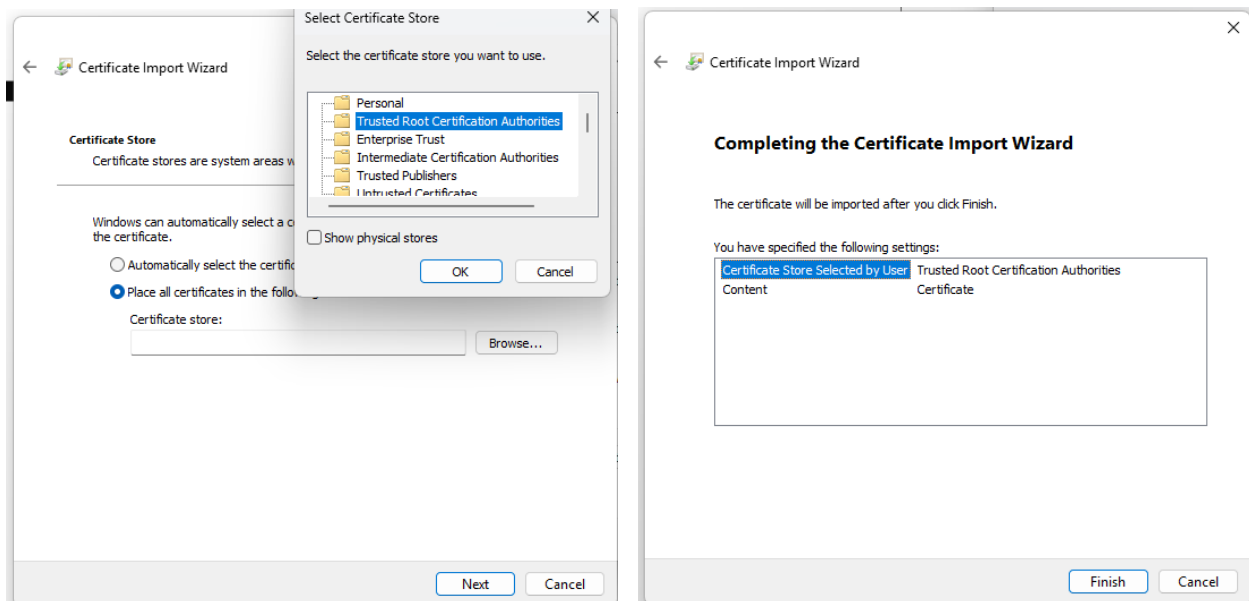 Select Certificate Store
Select the certificate store you want to use.
Personal
Trusted Root Certification Authorities
Enterprise Trust
Intermediate Certification Authorities
Trusted Publishers
Untrusted Certificates
Show physical stores
OK Cancel
Certificate Import Wizard
Certificate Store
Certificate stores are system areas
Windows can automatically select a
the certificate.
Automatically select the
Place all certificates in the
Certificate store:
Browse...
Next Cancel
Certificate Import Wizard
Completing the Certificate Import Wizard
The certificate will be imported after you click Finish.
You have specified the following settings:
Certificate Store Selected by User Trusted Root Certification Authorities
Content Certificate
Finish Cancel